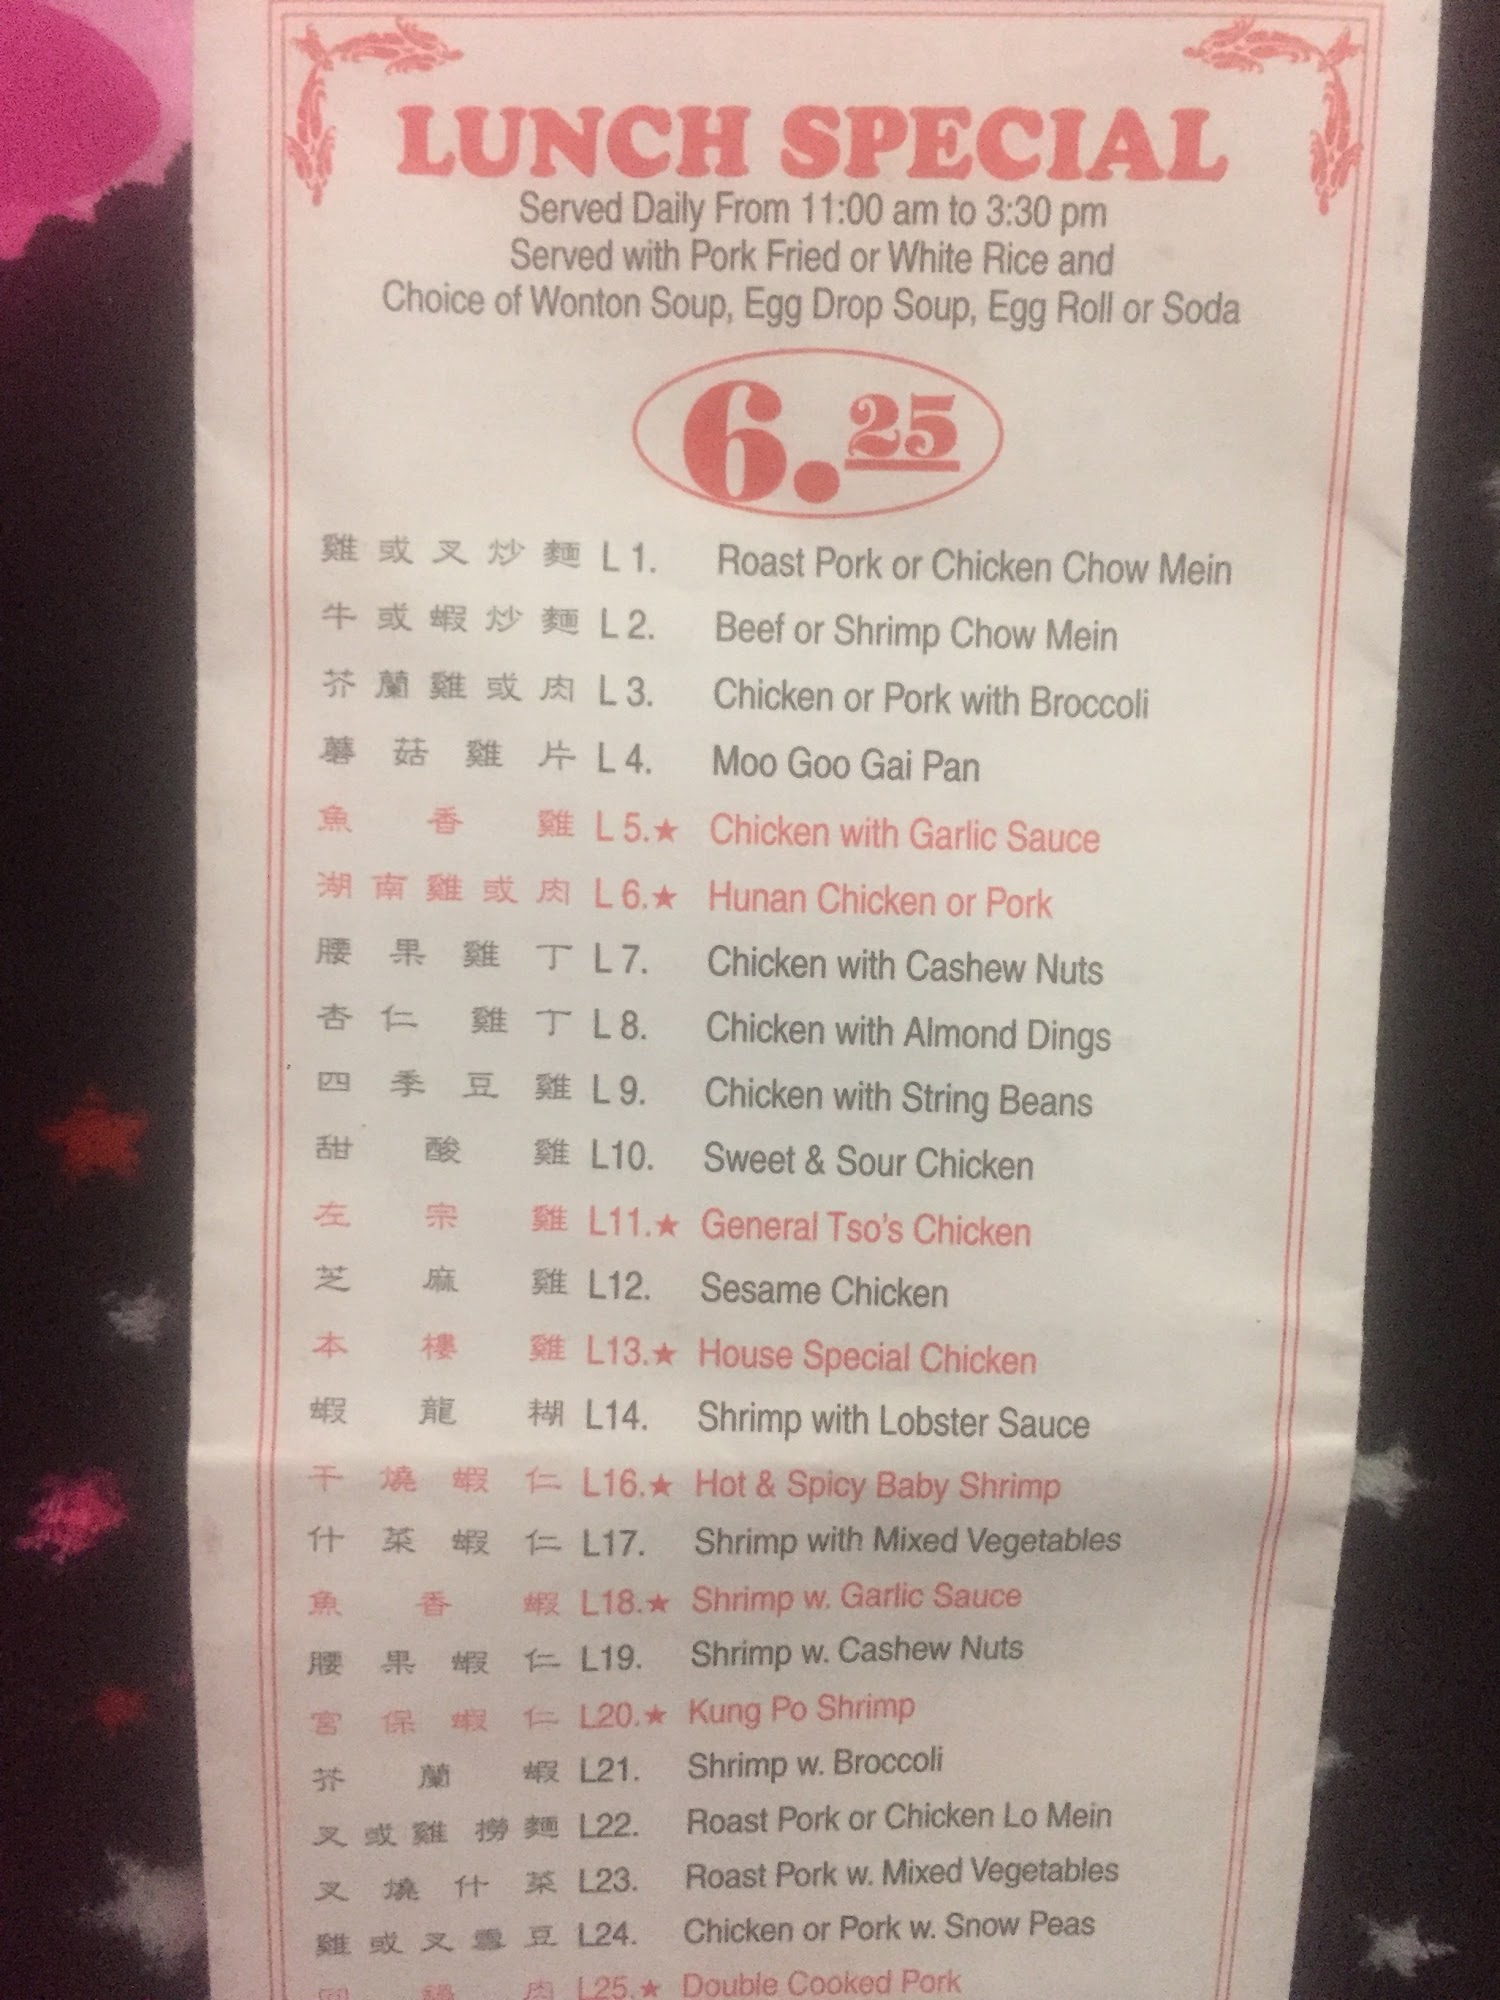 LUNCH SPECIAL
Served Daily From 11:00 am to 3:30 pm
Served with Pork Fried or White Rice and
Choice of Wonton Soup, Egg Drop Soup, Egg Roll or Soda
6.25
雞或叉炒麵 L 1. Roast Pork or Chicken Chow Mein
牛或蝦炒麵 L 2. Beef or Shrimp Chow Mein
芥蘭雞或肉 L 3. Chicken or Pork with Broccoli
蘑菇雞片 L 4. Moo Goo Gai Pan
魚香雞 L 5.★ Chicken with Garlic Sauce
湖南雞或肉 L 6.★ Hunan Chicken or Pork
腰果雞丁 L 7. Chicken with Cashew Nuts
杏仁雞丁 L 8. Chicken with Almond Dings
四季豆雞 L 9. Chicken with String Beans
甜酸雞 L10. Sweet & Sour Chicken
左宗雞 L11.★ General Tso's Chicken
芝麻雞 L12. Sesame Chicken
本樓雞 L13.★ House Special Chicken
蝦龍糊 L14. Shrimp with Lobster Sauce
干燒蝦仁 L16.★ Hot & Spicy Baby Shrimp
什菜蝦仁 L17. Shrimp with Mixed Vegetables
魚香蝦 L18.★ Shrimp w. Garlic Sauce
腰果蝦仁 L19. Shrimp w. Cashew Nuts
宮保蝦仁 L20.★ Kung Po Shrimp
芥蘭蝦 L21. Shrimp w. Broccoli
叉或雞撈麵 L22. Roast Pork or Chicken Lo Mein
叉燒什菜 L23. Roast Pork w. Mixed Vegetables
雞或叉雪豆 L24. Chicken or Pork w. Snow Peas
回鍋肉 L25.★ Double Cooked Pork